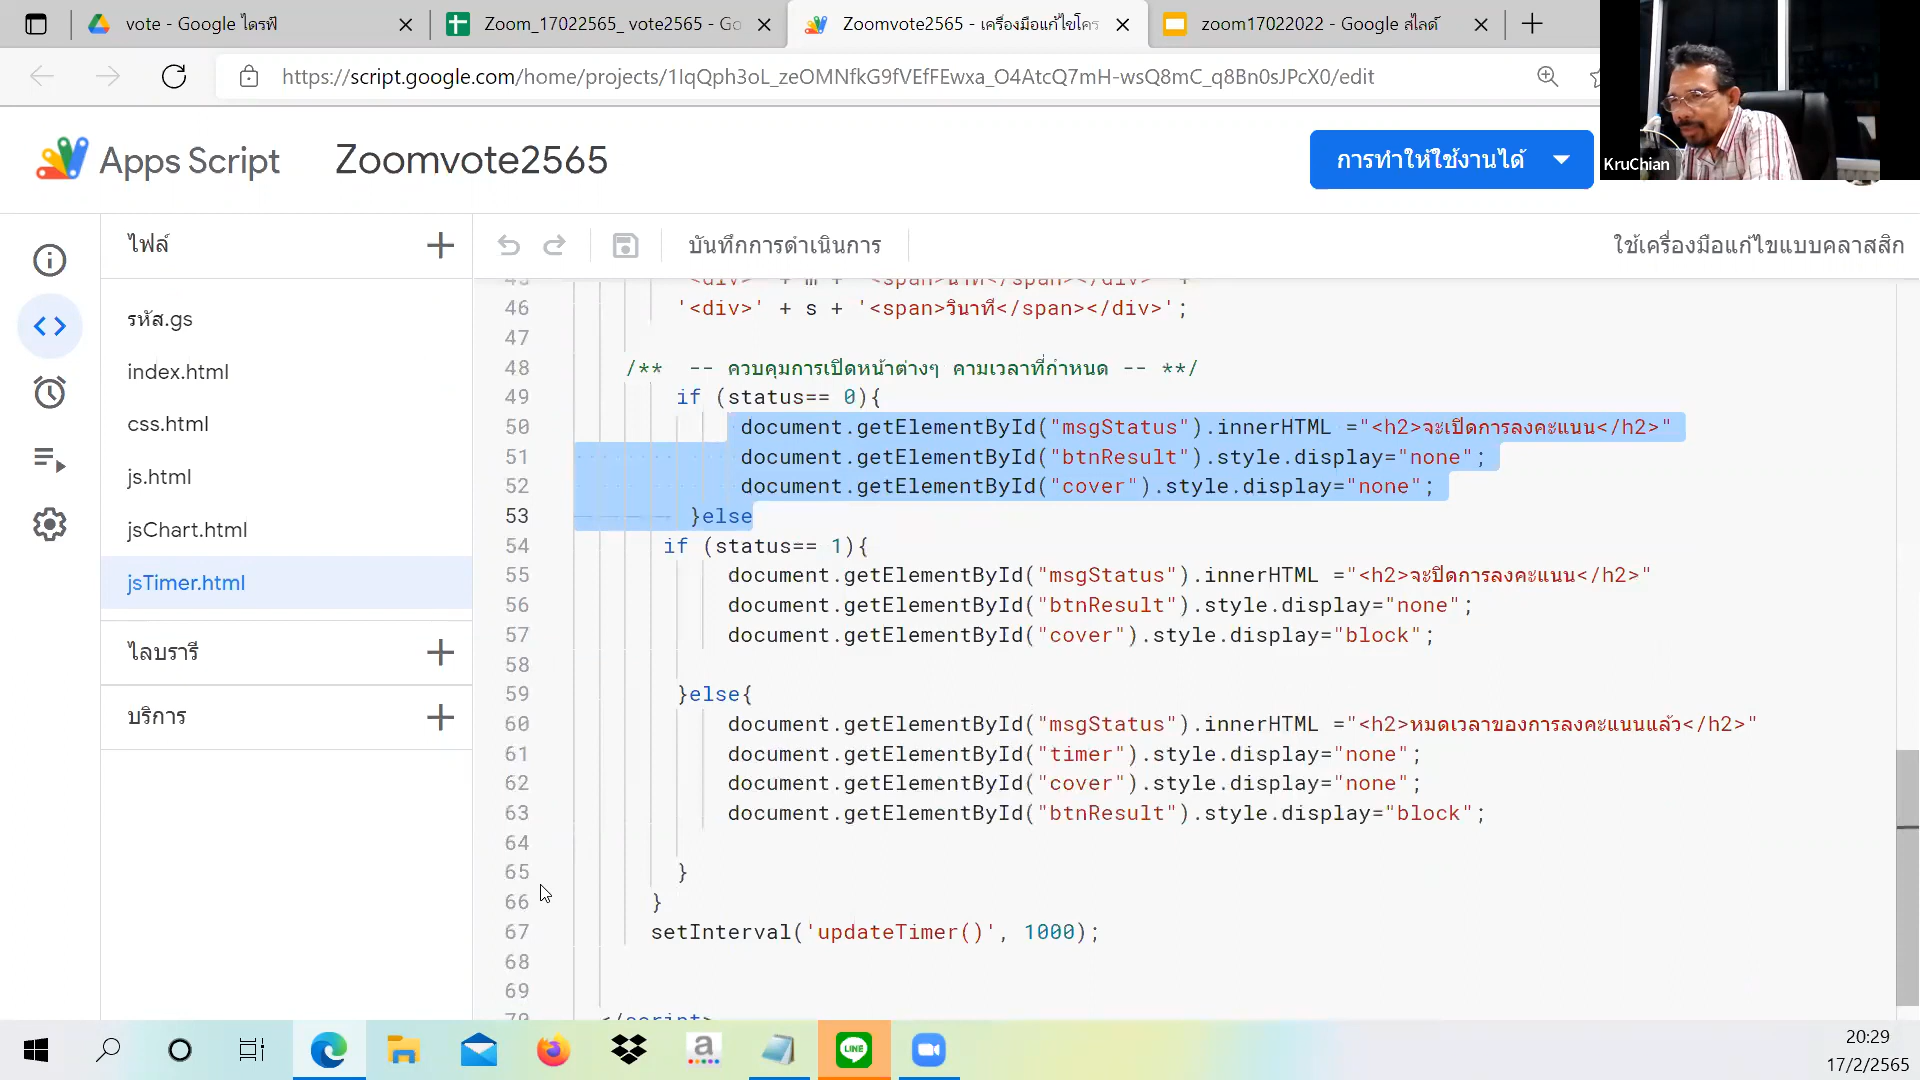 vote - Google ไดรฟ์
Zoom_17022565_ vote2565 - Go
Zoomvote2565 - เครื่องมือแก้ไขโคร
zoom17022022 - Google สไลด์
https://script.google.com/home/projects/1IqQph3oL_zeOMNfkG9fVEfFEwxa_O4AtcQ7mH-wsQ8mC_q8Bn0sJPcX0/edit
Apps Script
Zoomvote2565
การทำให้ใช้งานได้
KruChian
ไฟล์
บันทึกการดำเนินการ
ใช้เครื่องมือแก้ไขแบบคลาสสิก
รหัส.gs
index.html
css.html
js.html
jsChart.html
jsTimer.html
ไลบรารี
บริการ
45 '<div>' + m + '<span>นาที</span></div>' +
46 '<div>' + s + '<span>วินาที</span></div>';
47
48 /** -- ควบคุมการเปิดหน้าต่างๆ คามเวลาที่กำหนด -- **/
49 if (status== 0){
50 document.getElementById("msgStatus").innerHTML ="<h2>จะเปิดการลงคะแนน</h2>"
51 document.getElementById("btnResult").style.display="none";
52 document.getElementById("cover").style.display="none";
53 }else
54 if (status== 1){
55 document.getElementById("msgStatus").innerHTML ="<h2>จะปิดการลงคะแนน</h2>"
56 document.getElementById("btnResult").style.display="none";
57 document.getElementById("cover").style.display="block";
58
59 }else{
60 document.getElementById("msgStatus").innerHTML ="<h2>หมดเวลาของการลงคะแนนแล้ว</h2>"
61 document.getElementById("timer").style.display="none";
62 document.getElementById("cover").style.display="none";
63 document.getElementById("btnResult").style.display="block";
64
65 }
66 }
67 setInterval('updateTimer()', 1000);
68
69
70 </script>
LINE
20:29
17/2/2565